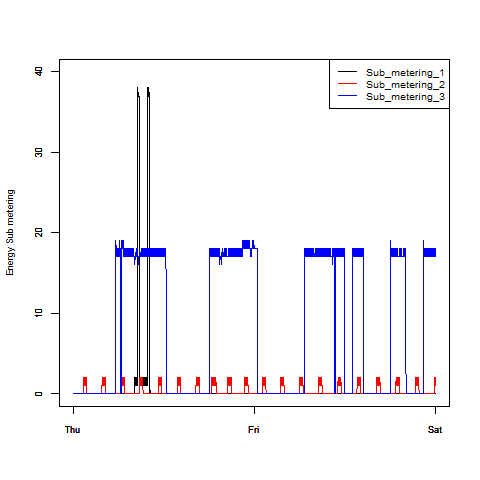 Sub_metering_1
Sub_metering_2
Sub_metering_3
Energy Sub metering
40
30
20
10
0
Thu Fri Sat